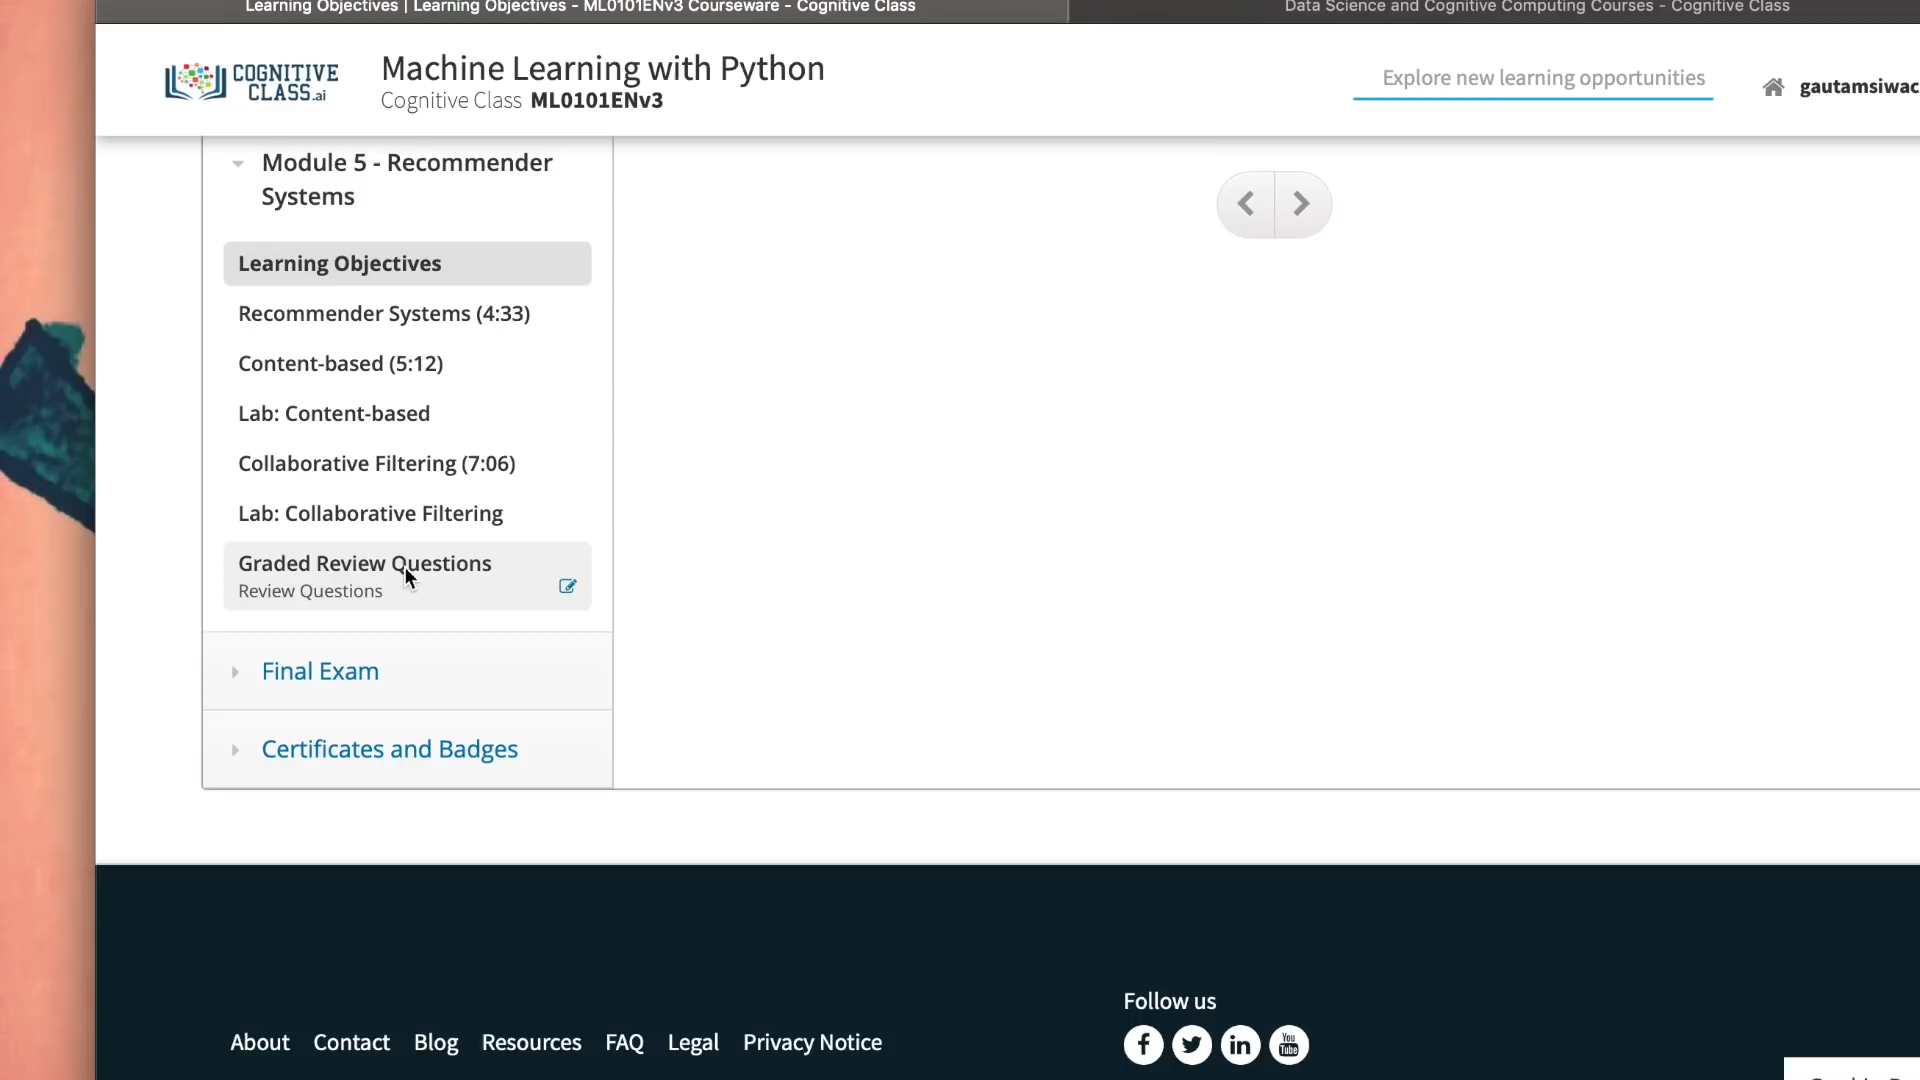 Learning Objectives | Learning Objectives - ML0101ENv3 Courseware - Cognitive Class
Data Science and Cognitive Computing Courses - Cognitive Class
COGNITIVE
CLASS.ai
Machine Learning with Python
Cognitive Class ML0101ENv3
Explore new learning opportunities
gautamsiwac
Module 5 - Recommender
Systems
Learning Objectives
Recommender Systems (4:33)
Content-based (5:12)
Lab: Content-based
Collaborative Filtering (7:06)
Lab: Collaborative Filtering
Graded Review Questions
Review Questions
Final Exam
Certificates and Badges
Follow us
About Contact Blog Resources FAQ Legal Privacy Notice
You
Tube